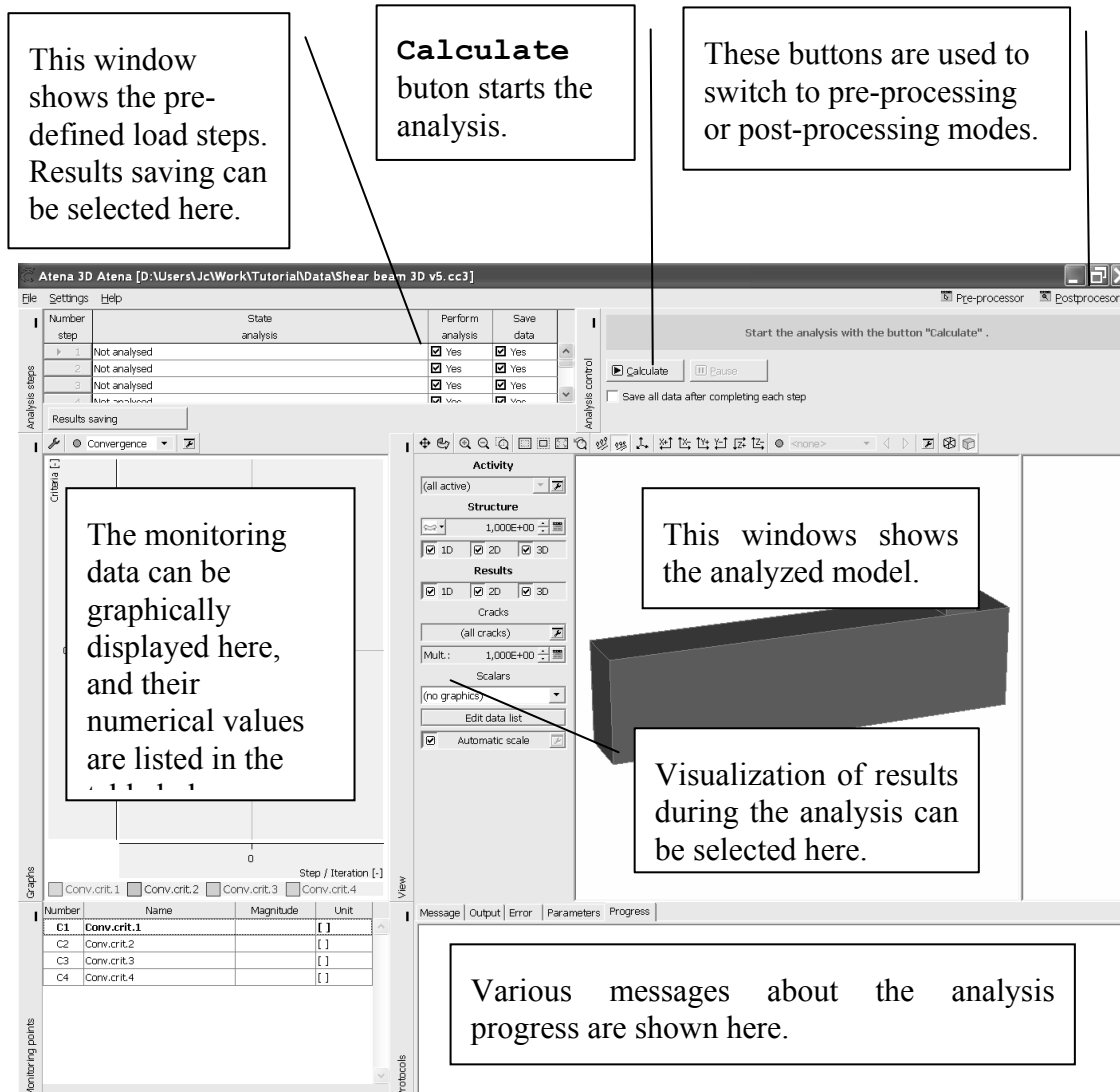 This window
shows the pre-
defined load steps.
Results saving can
be selected here.
Calculate
buton starts the
analysis.
These buttons are used to
switch to pre-processing
or post-processing modes.
Atena 3D Atena [D:\Users\Jc\Work\Tutorial\Data\Shear beam 3D v5.cc3]
File Settings Help
Pre-processor Postprocesor
Analysis steps
Number State Perform Save
step analysis analysis data
1 Not analysed Yes Yes
2 Not analysed Yes Yes
3 Not analysed Yes Yes
4 Not analysed Yes Yes
Results saving
Analysis control
Start the analysis with the button "Calculate" .
Calculate Pause
Save all data after completing each step
Graphs
Convergence
Criteria [-]
The monitoring
data can be
graphically
displayed here,
and their
numerical values
are listed in the
0
Step / Iteration [-]
Conv.crit.1 Conv.crit.2 Conv.crit.3 Conv.crit.4
View
<none>
Activity
(all active)
Structure
1,000E+00
1D 2D 3D
Results
1D 2D 3D
Cracks
(all cracks)
Mult.: 1,000E+00
Scalars
(no graphics)
Edit data list
Automatic scale
This windows shows
the analyzed model.
Visualization of results
during the analysis can
be selected here.
Monitoring points
Number Name Magnitude Unit
C1 Conv.crit.1 [ ]
C2 Conv.crit.2 [ ]
C3 Conv.crit.3 [ ]
C4 Conv.crit.4 [ ]
Message Output Error Parameters Progress
Various messages about the analysis
progress are shown here.